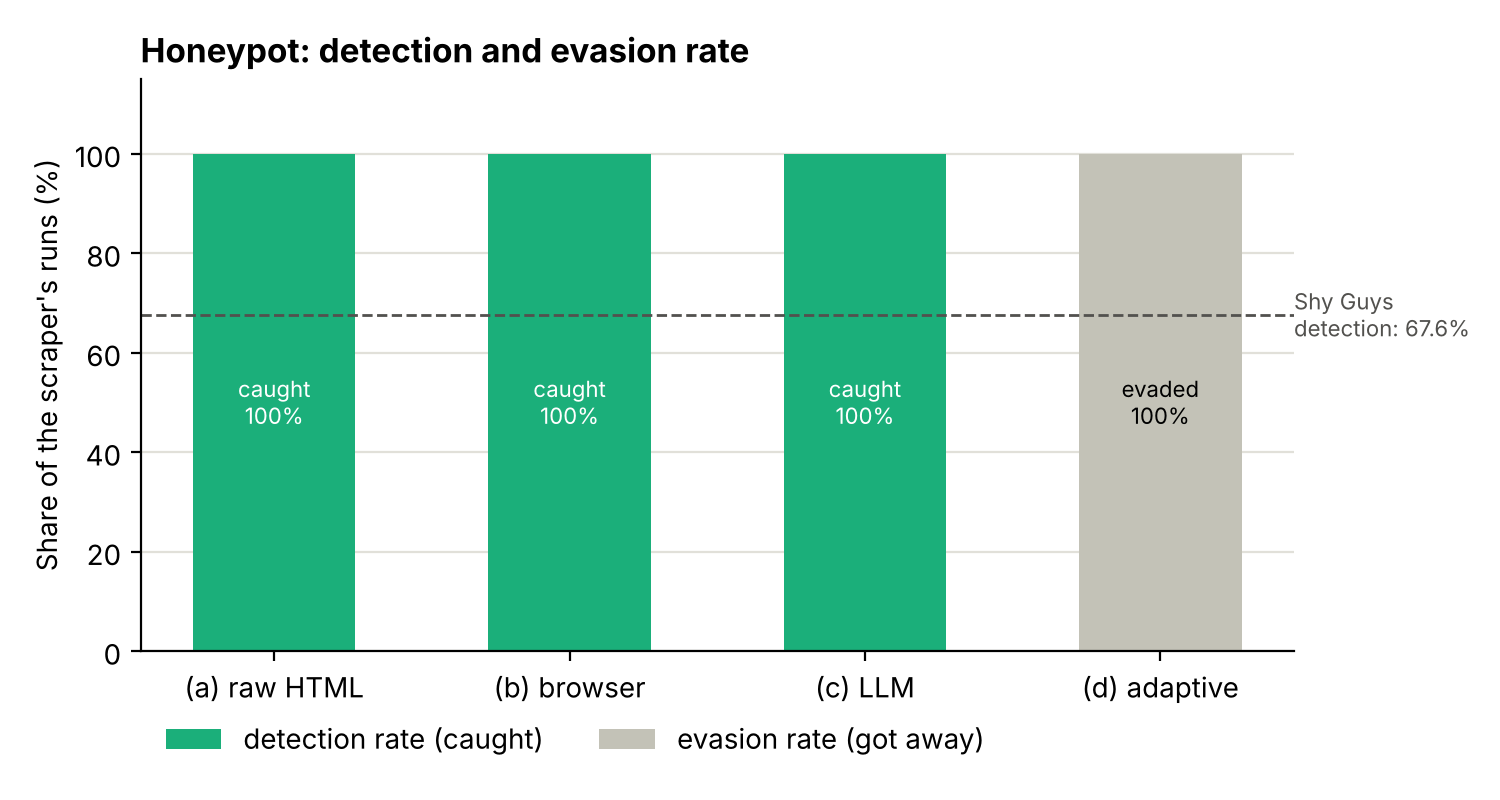 Honeypot: detection and evasion rate
Share of the scraper's runs (%)
100
80
60
40
20
0
caught
100%
caught
100%
caught
100%
evaded
100%
Shy Guys
detection: 67.6%
(a) raw HTML
(b) browser
(c) LLM
(d) adaptive
detection rate (caught)
evasion rate (got away)